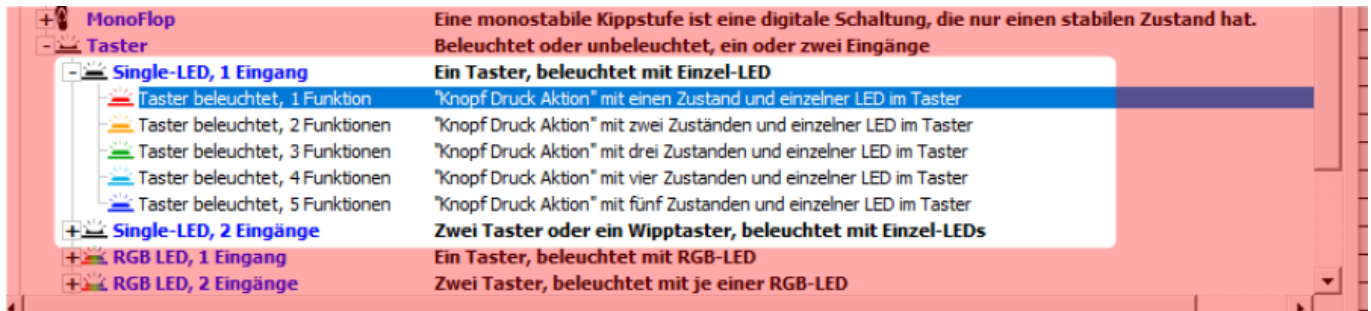 MonoFlop Eine monostabile Kippstufe ist eine digitale Schaltung, die nur einen stabilen Zustand hat.
Taster Beleuchtet oder unbeleuchtet, ein oder zwei Eingänge
Single-LED, 1 Eingang Ein Taster, beleuchtet mit Einzel-LED
Taster beleuchtet, 1 Funktion "Knopf Druck Aktion" mit einen Zustand und einzelner LED im Taster
Taster beleuchtet, 2 Funktionen "Knopf Druck Aktion" mit zwei Zuständen und einzelner LED im Taster
Taster beleuchtet, 3 Funktionen "Knopf Druck Aktion" mit drei Zustanden und einzelner LED im Taster
Taster beleuchtet, 4 Funktionen "Knopf Druck Aktion" mit vier Zustanden und einzelner LED im Taster
Taster beleuchtet, 5 Funktionen "Knopf Druck Aktion" mit fünf Zustanden und einzelner LED im Taster
Single-LED, 2 Eingänge Zwei Taster oder ein Wipptaster, beleuchtet mit Einzel-LEDs
RGB LED, 1 Eingang Ein Taster, beleuchtet mit RGB-LED
RGB LED, 2 Eingänge Zwei Taster, beleuchtet mit je einer RGB-LED